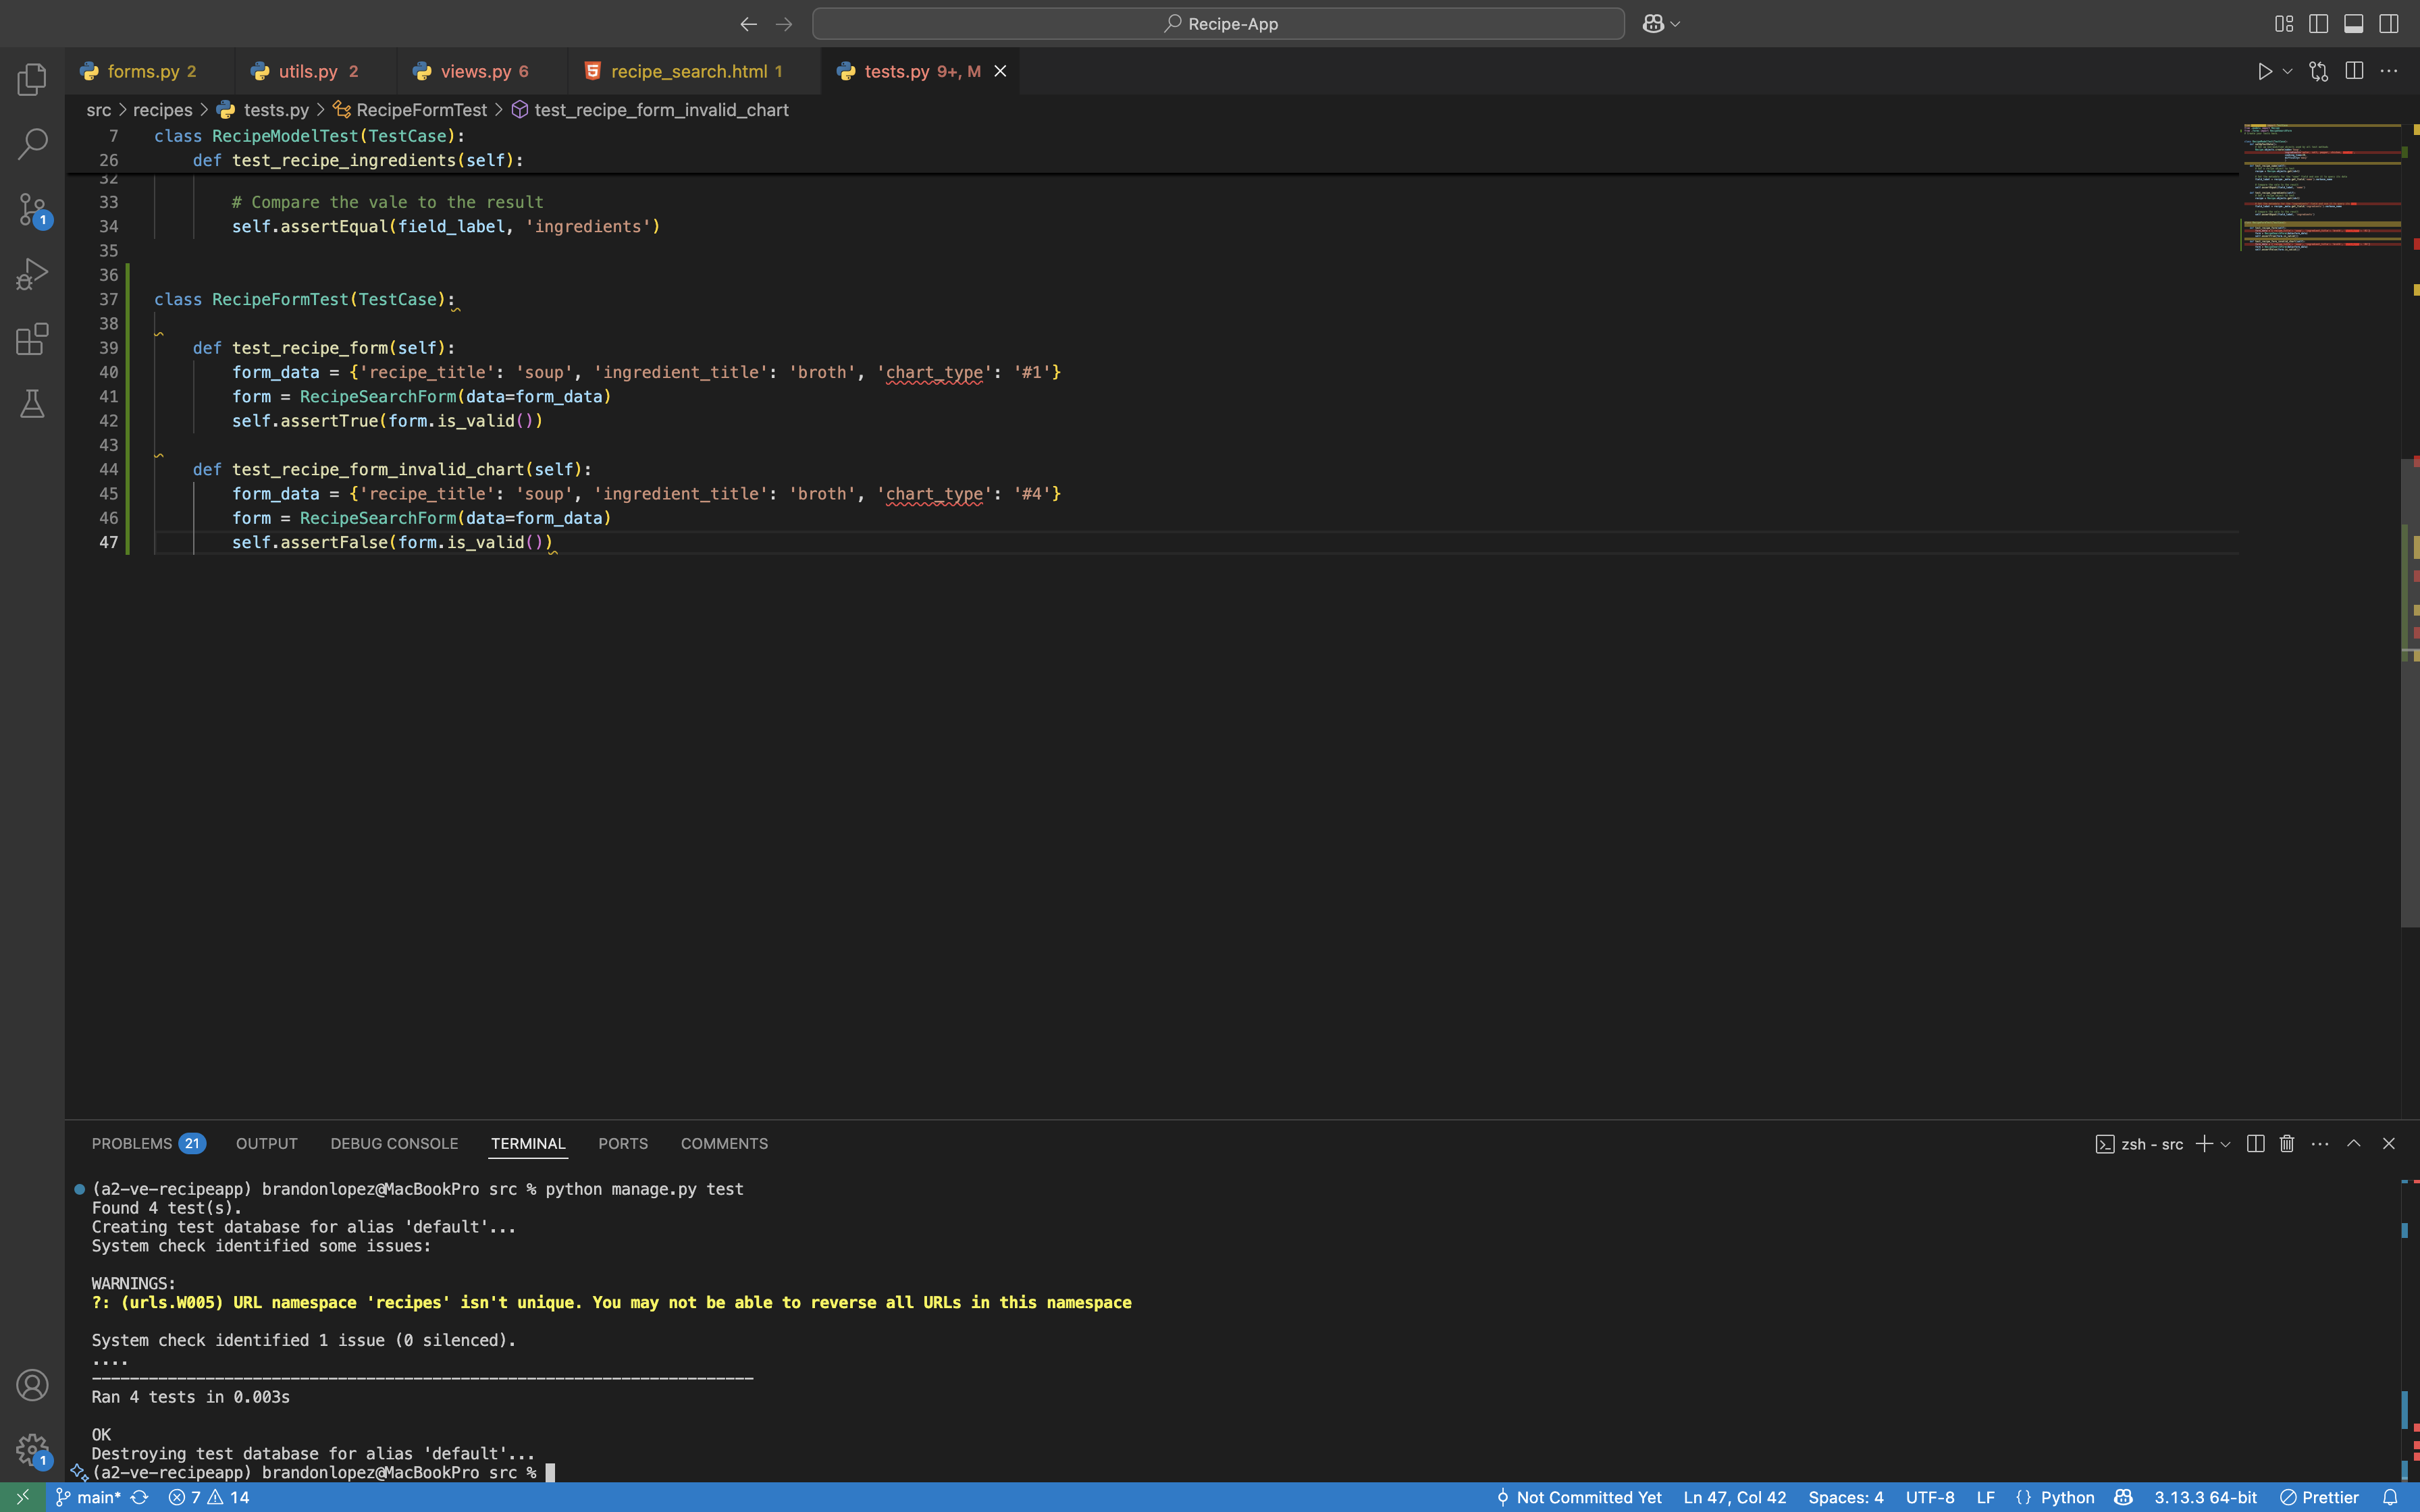 Recipe-App
forms.py 2 utils.py 2 views.py 6 recipe_search.html 1 tests.py 9+, M
src > recipes > tests.py > RecipeFormTest > test_recipe_form_invalid_chart
7 class RecipeModelTest(TestCase):
26 def test_recipe_ingredients(self):
32
33 # Compare the vale to the result
34 self.assertEqual(field_label, 'ingredients')
35
36
37 class RecipeFormTest(TestCase):
38
39 def test_recipe_form(self):
40 form_data = {'recipe_title': 'soup', 'ingredient_title': 'broth', 'chart_type': '#1'}
41 form = RecipeSearchForm(data=form_data)
42 self.assertTrue(form.is_valid())
43
44 def test_recipe_form_invalid_chart(self):
45 form_data = {'recipe_title': 'soup', 'ingredient_title': 'broth', 'chart_type': '#4'}
46 form = RecipeSearchForm(data=form_data)
47 self.assertFalse(form.is_valid())
PROBLEMS 21 OUTPUT DEBUG CONSOLE TERMINAL PORTS COMMENTS zsh - src
(a2-ve-recipeapp) brandonlopez@MacBookPro src % python manage.py test
Found 4 test(s).
Creating test database for alias 'default'...
System check identified some issues:
WARNINGS:
?: (urls.W005) URL namespace 'recipes' isn't unique. You may not be able to reverse all URLs in this namespace
System check identified 1 issue (0 silenced).
....
----------------------------------------------------------------------
Ran 4 tests in 0.003s
OK
Destroying test database for alias 'default'...
(a2-ve-recipeapp) brandonlopez@MacBookPro src %
1
1
main* 7 14 Not Committed Yet Ln 47, Col 42 Spaces: 4 UTF-8 LF {} Python 3.13.3 64-bit Prettier